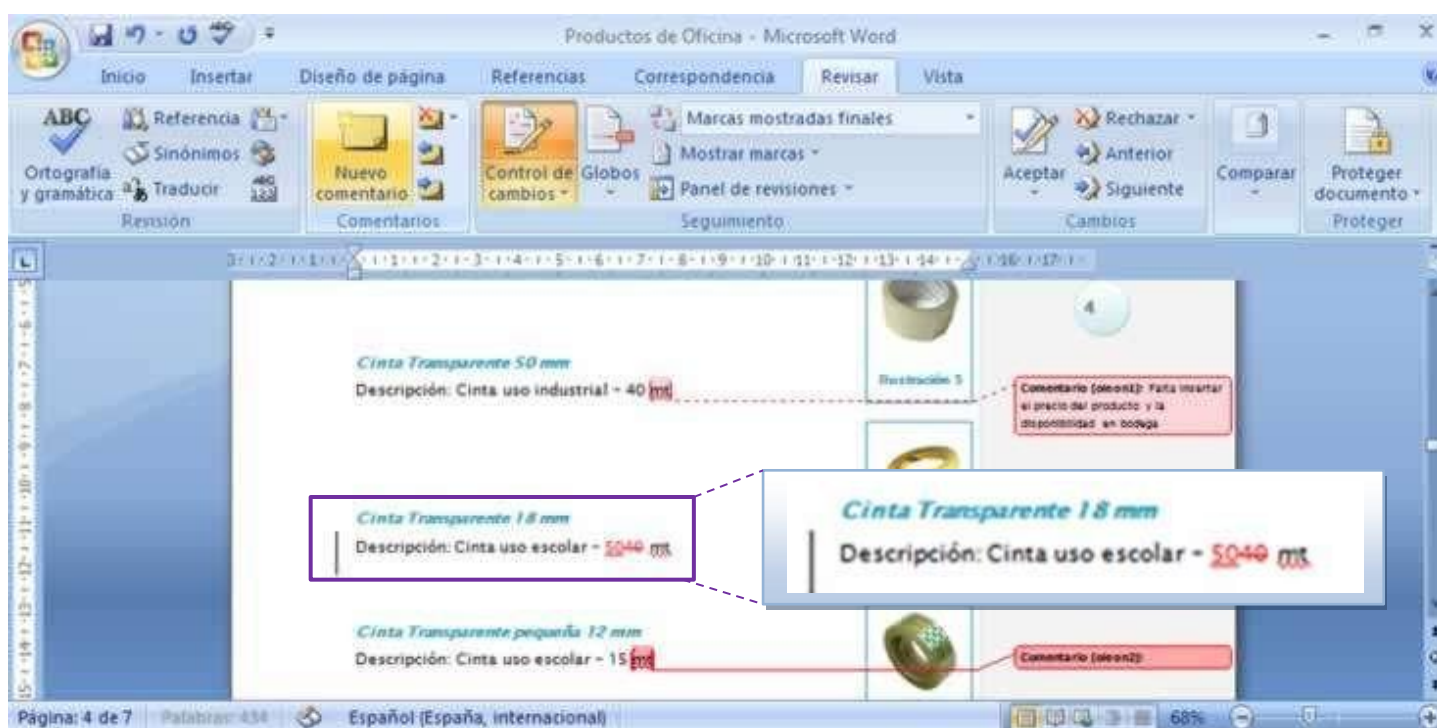 Productos de Oficina - Microsoft Word
Inicio Insertar Diseño de página Referencias Correspondencia Revisar Vista
ABC
Ortografía y gramática
Referencia
Sinónimos
Traducir
Revisión
Nuevo comentario
Comentarios
Control de cambios
Globos
Marcas mostradas finales
Mostrar marcas
Panel de revisiones
Seguimiento
Aceptar
Rechazar
Anterior
Siguiente
Cambios
Comparar
Proteger documento
Proteger
4
Cinta Transparente 50 mm
Descripción: Cinta uso industrial – 40 mt
Ilustración 5
Comentario [oleon1]: Falta insertar
el precio del producto y la
disponibilidad en bodega
Cinta Transparente 18 mm
Descripción: Cinta uso escolar – 5040 mt
Cinta Transparente 18 mm
Descripción: Cinta uso escolar – 5040 mt
Cinta Transparente pequeña 12 mm
Descripción: Cinta uso escolar – 15 mt
Comentario [oleon2]:
Página: 4 de 7 Palabras: 434 Español (España, internacional) 68%